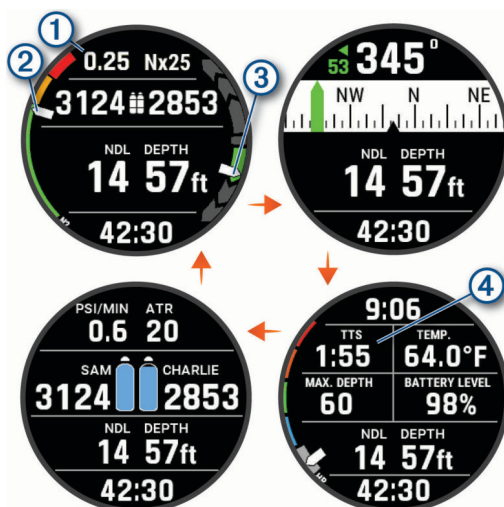 1
0.25 Nx25
2
3
3124 2853
NDL DEPTH
14 57ft
42:30
N2
53 345°
NW N NE
NDL DEPTH
14 57ft
42:30
PSI/MIN ATR
0.6 20
SAM CHARLIE
3124 2853
NDL DEPTH
14 57ft
42:30
4
9:06
TTS TEMP.
1:55 64.0°F
MAX. DEPTH BATTERY LEVEL
60 98%
NDL DEPTH
14 57ft
42:30